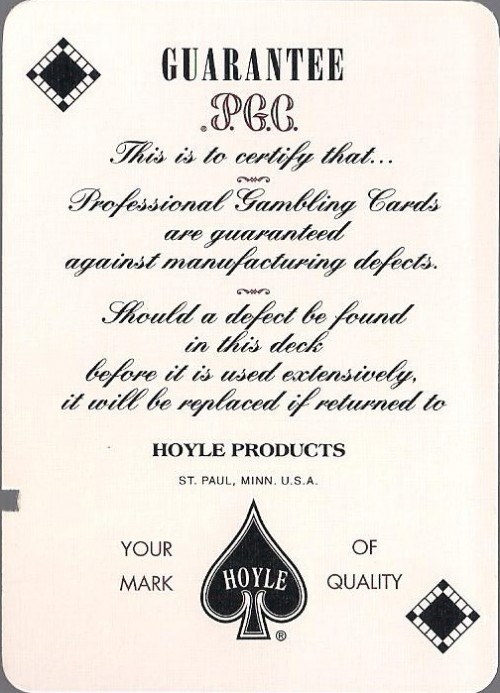 GUARANTEE
P.G.C.
This is to certify that...
Professional Gambling Cards
are guaranteed
against manufacturing defects.
Should a defect be found
in this deck
before it is used extensively,
it will be replaced if returned to
HOYLE PRODUCTS
ST. PAUL, MINN. U.S.A.
YOUR MARK
HOYLE
®
OF QUALITY